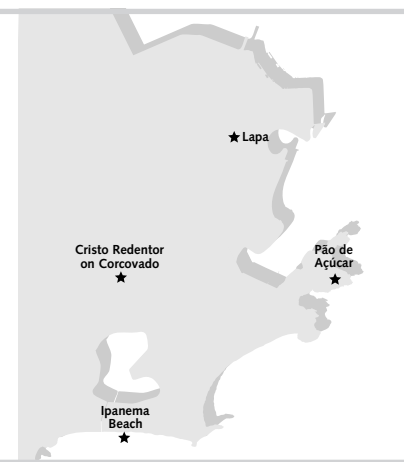 Lapa
Cristo Redentor
on Corcovado
Pão de
Açúcar
Ipanema
Beach